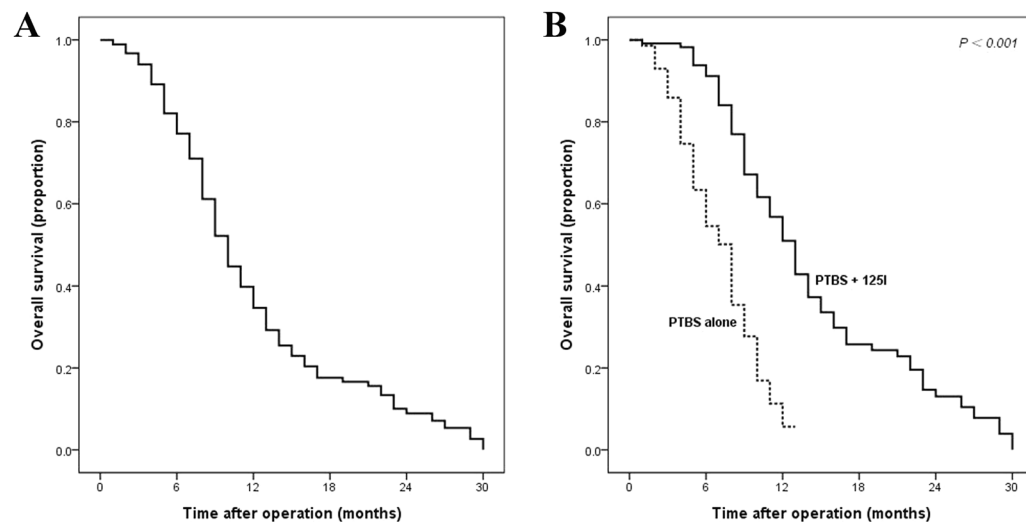 A
1.0
0.8
0.6
0.4
0.2
0.0
Overall survival (proportion)
0
6
12
18
24
30
Time after operation (months)
B
P < 0.001
1.0
0.8
0.6
0.4
0.2
0.0
Overall survival (proportion)
PTBS + 125I
PTBS alone
0
6
12
18
24
30
Time after operation (months)